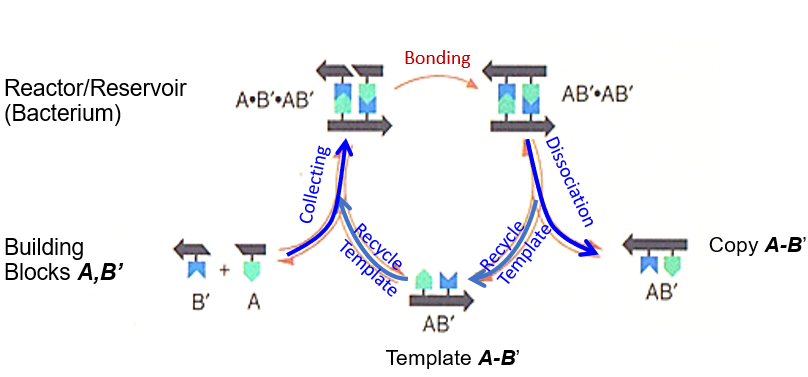 Bonding
Reactor/Reservoir
(Bacterium)
A•B′•AB′
AB′•AB′
Collecting
Dissociation
Recycle
Template
Recycle
Template
Building
Blocks A,B’
B′ + A
AB′
AB′
Copy A-B’
Template A-B’